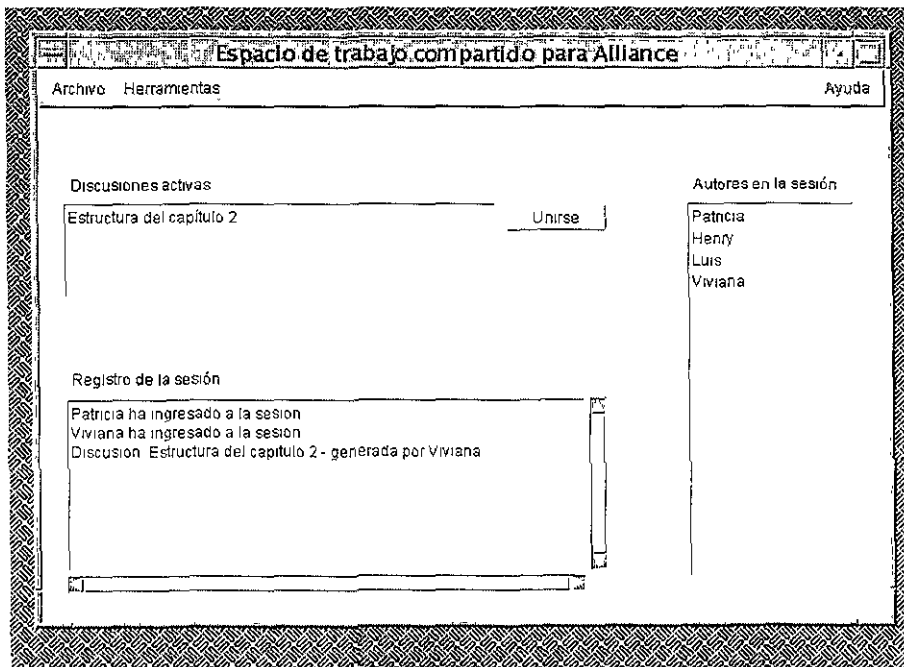 Espacio de trabajo compartido para Alliance
Archivo Herramientas Ayuda
Discusiones activas
Estructura del capítulo 2
Unirse
Autores en la sesión
Patricia
Henry
Luis
Viviana
Registro de la sesión
Patricia ha ingresado a la sesion
Viviana ha ingresado a la sesion
Discusion Estructura del capitulo 2 - generada por Viviana